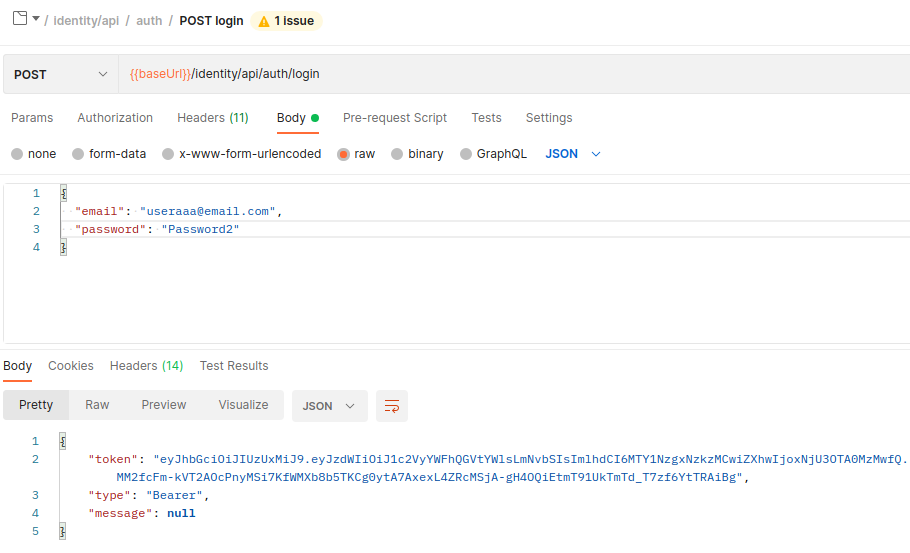 / identity/api / auth / POST login 1 issue
POST {{baseUrl}}/identity/api/auth/login
Params Authorization Headers (11) Body Pre-request Script Tests Settings
none form-data x-www-form-urlencoded raw binary GraphQL JSON
1 {
2 "email": "useraaa@email.com",
3 "password": "Password2"
4 }
Body Cookies Headers (14) Test Results
Pretty Raw Preview Visualize JSON
1 {
2 "token": "eyJhbGciOiJIUzUxMiJ9.eyJzdWIiOiJ1c2VyYWFhQGVtYWlsLmNvbSIsImlhdCI6MTY1NzgxNzkzMCwiZXhwIjoxNjU3OTA0MzMwfQ.
MM2fcFm-kVT2AOcPnyMSi7KfWMXb8b5TKCg0ytA7AxexL4ZRcMSjA-gH4OQiEtmT91UkTmTd_T7zf6YtTRAiBg",
3 "type": "Bearer",
4 "message": null
5 }